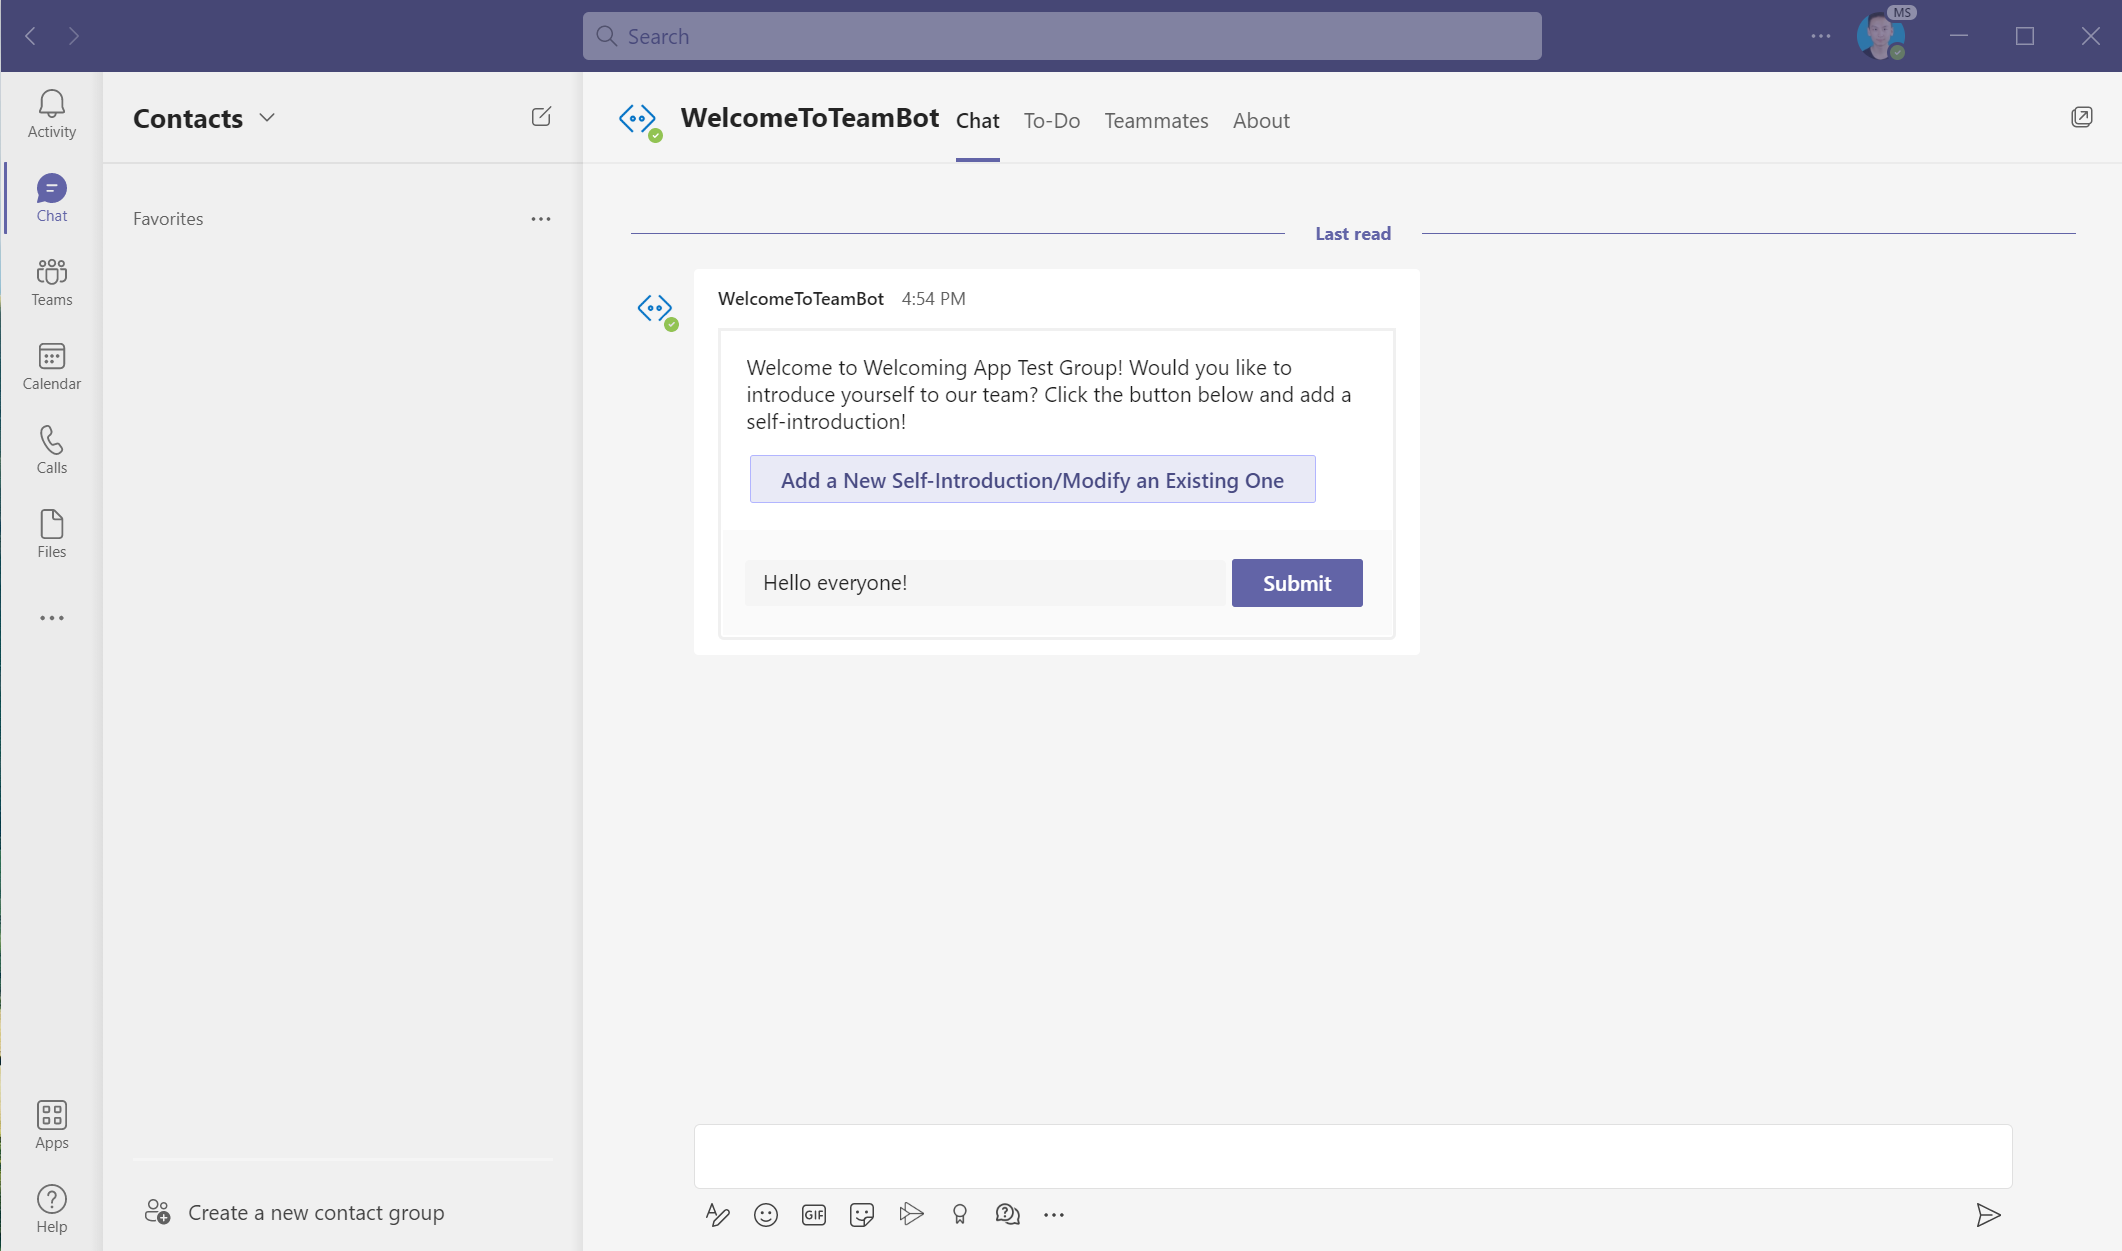 Search
MS
Activity
Chat
Teams
Calendar
Calls
Files
Apps
Help
Contacts
Favorites
Create a new contact group
WelcomeToTeamBot Chat To-Do Teammates About
Last read
WelcomeToTeamBot 4:54 PM
Welcome to Welcoming App Test Group! Would you like to
introduce yourself to our team? Click the button below and add a
self-introduction!
Add a New Self-Introduction/Modify an Existing One
Hello everyone! Submit
GIF